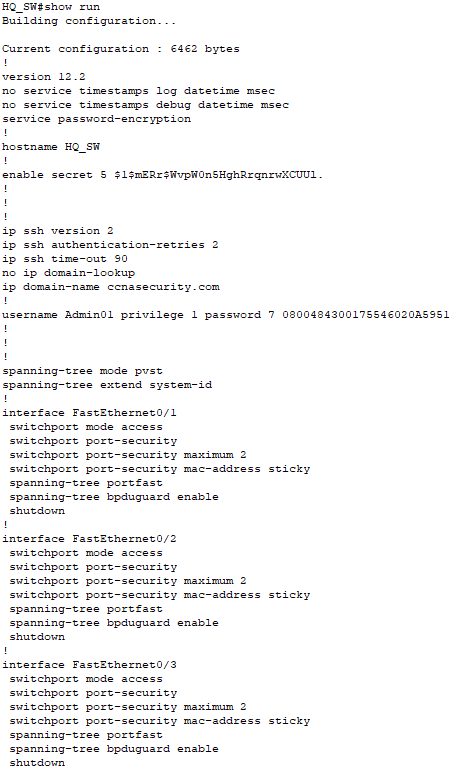 HQ_SW#show run
Building configuration...
Current configuration : 6462 bytes
!
version 12.2
no service timestamps log datetime msec
no service timestamps debug datetime msec
service password-encryption
!
hostname HQ_SW
!
enable secret 5 $1$mERr$WvpW0n5HghRrqnrwXCUUl.
!
!
!
ip ssh version 2
ip ssh authentication-retries 2
ip ssh time-out 90
no ip domain-lookup
ip domain-name ccnasecurity.com
!
username Admin01 privilege 1 password 7 0800484300175546020A5951
!
!
!
spanning-tree mode pvst
spanning-tree extend system-id
!
interface FastEthernet0/1
switchport mode access
switchport port-security
switchport port-security maximum 2
switchport port-security mac-address sticky
spanning-tree portfast
spanning-tree bpduguard enable
shutdown
!
interface FastEthernet0/2
switchport mode access
switchport port-security
switchport port-security maximum 2
switchport port-security mac-address sticky
spanning-tree portfast
spanning-tree bpduguard enable
shutdown
!
interface FastEthernet0/3
switchport mode access
switchport port-security
switchport port-security maximum 2
switchport port-security mac-address sticky
spanning-tree portfast
spanning-tree bpduguard enable
shutdown